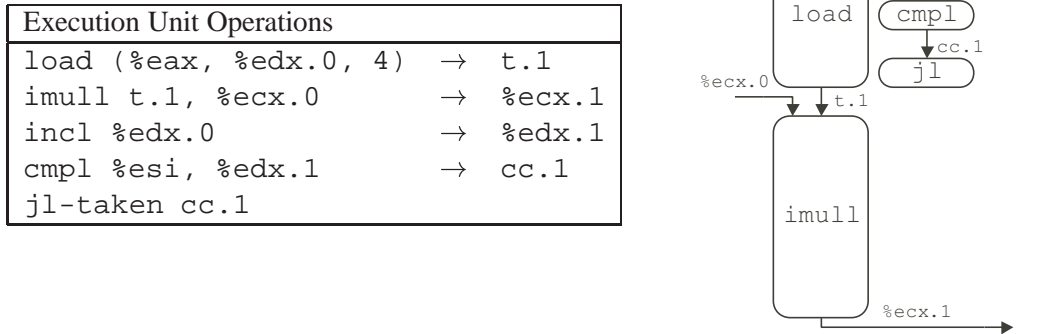 Execution Unit Operations
load (%eax, %edx.0, 4) → t.1
imull t.1, %ecx.0 → %ecx.1
incl %edx.0 → %edx.1
cmpl %esi, %edx.1 → cc.1
jl-taken cc.1
load
cmpl
cc.1
jl
%ecx.0
t.1
imull
%ecx.1